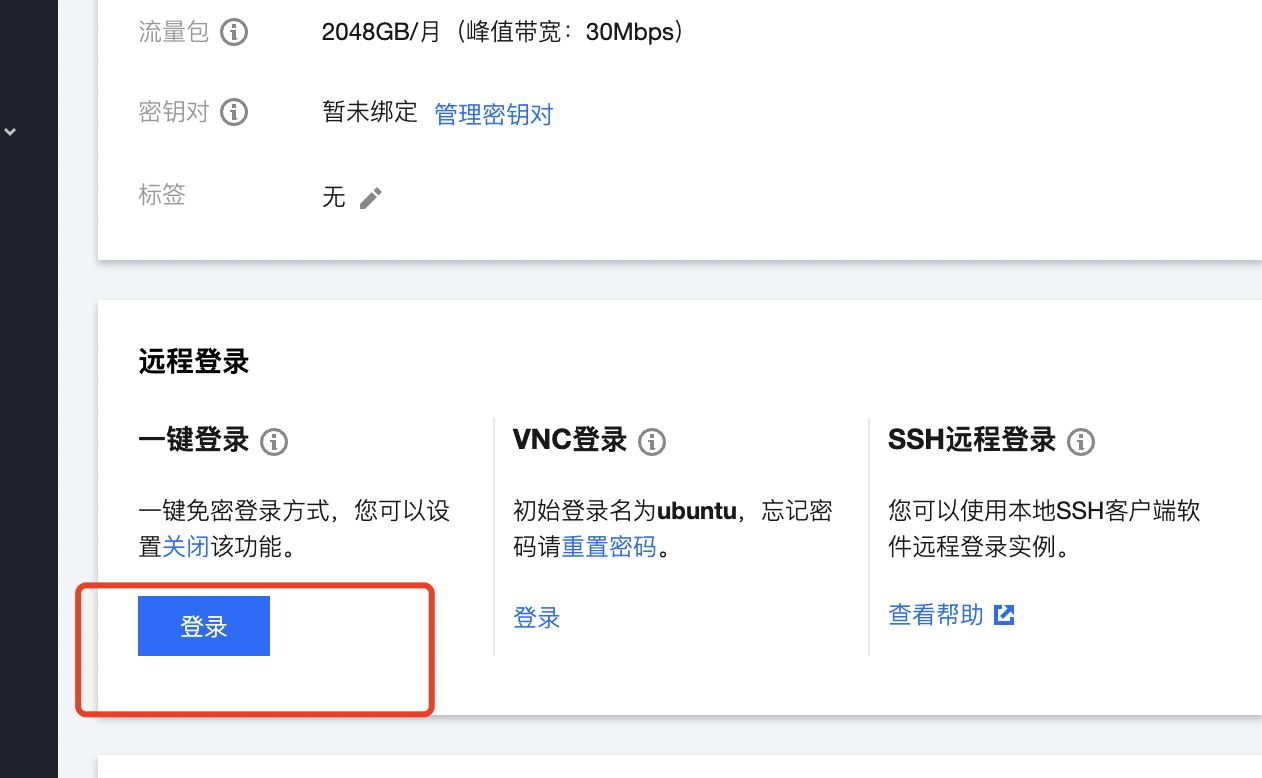 流量包 2048GB/月（峰值带宽：30Mbps）
密钥对 暂未绑定 管理密钥对
标签 无
远程登录
一键登录
一键免密登录方式，您可以设
置关闭该功能。
登录
VNC登录
初始登录名为ubuntu，忘记密
码请重置密码。
登录
SSH远程登录
您可以使用本地SSH客户端软
件远程登录实例。
查看帮助